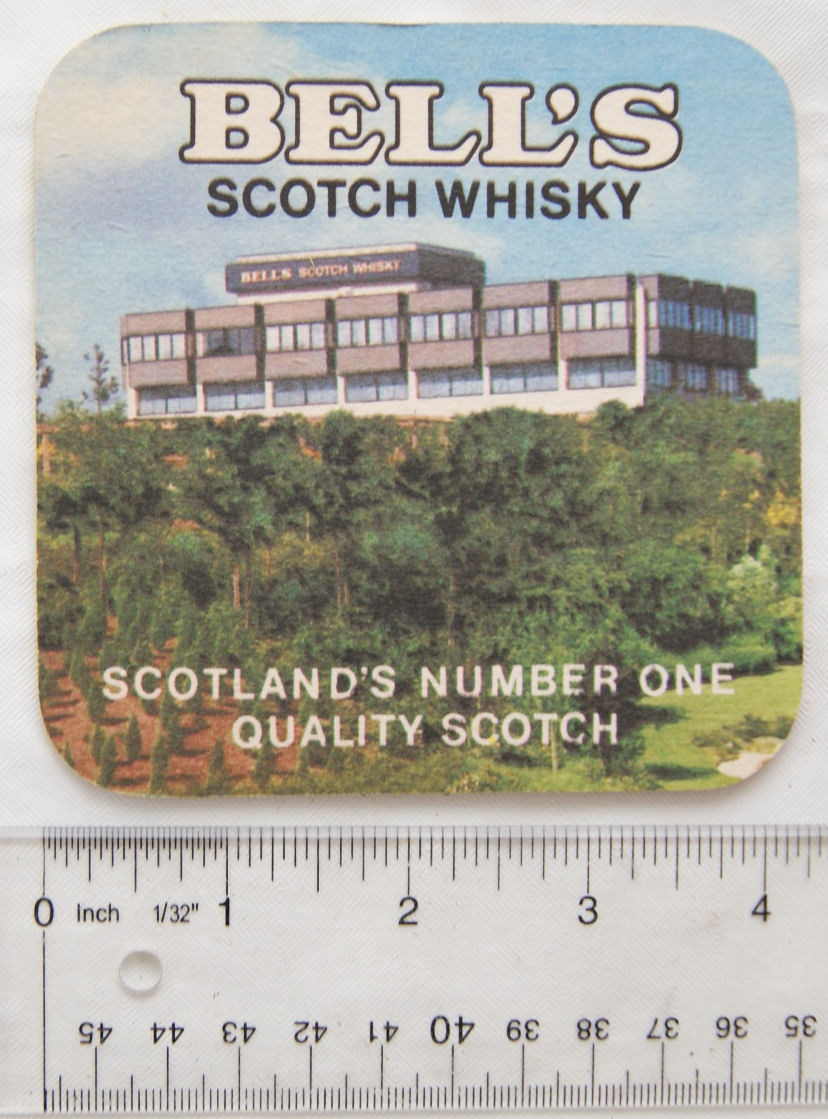 BELL'S
SCOTCH WHISKY
BELL'S SCOTCH WHISKY
SCOTLAND'S NUMBER ONE
QUALITY SCOTCH
0 Inch 1/32" 1 2 3 4
45 44 43 42 41 40 39 38 37 36 35